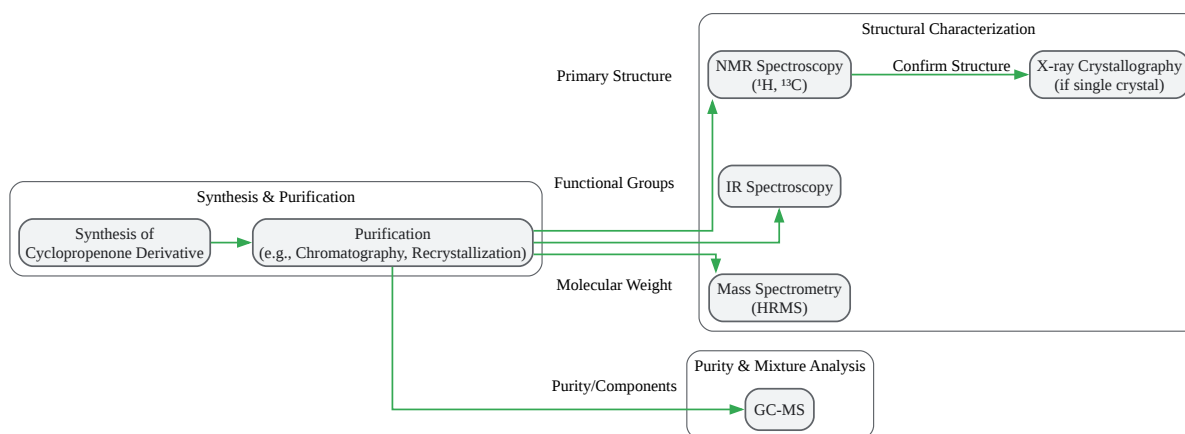 Structural Characterization
NMR Spectroscopy
(¹H, ¹³C)
Confirm Structure
X-ray Crystallography
(if single crystal)
Primary Structure
Functional Groups
IR Spectroscopy
Synthesis & Purification
Synthesis of
Cyclopropenone Derivative
Purification
(e.g., Chromatography, Recrystallization)
Molecular Weight
Mass Spectrometry
(HRMS)
Purity & Mixture Analysis
Purity/Components
GC-MS